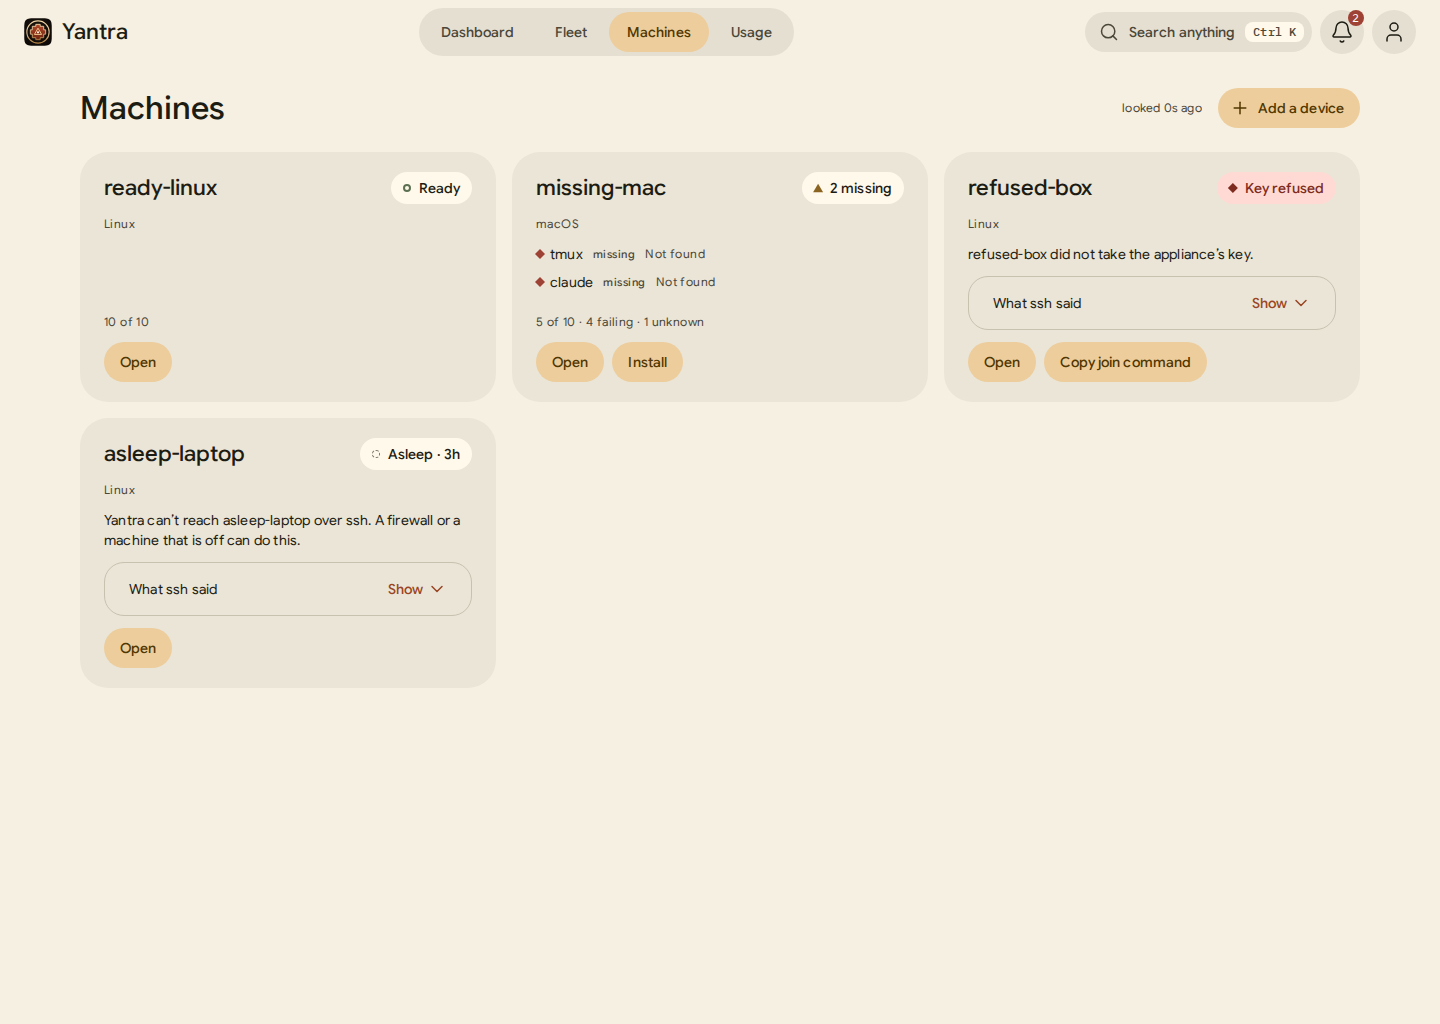 Yantra
Dashboard Fleet Machines Usage
Search anything Ctrl K
2
Machines
looked 0s ago
Add a device
ready-linux
Ready
Linux
10 of 10
Open
missing-mac
2 missing
macOS
tmux missing Not found
claude missing Not found
5 of 10 · 4 failing · 1 unknown
Open Install
refused-box
Key refused
Linux
refused-box did not take the appliance’s key.
What ssh said Show
Open Copy join command
asleep-laptop
Asleep · 3h
Linux
Yantra can’t reach asleep-laptop over ssh. A firewall or a
machine that is off can do this.
What ssh said Show
Open